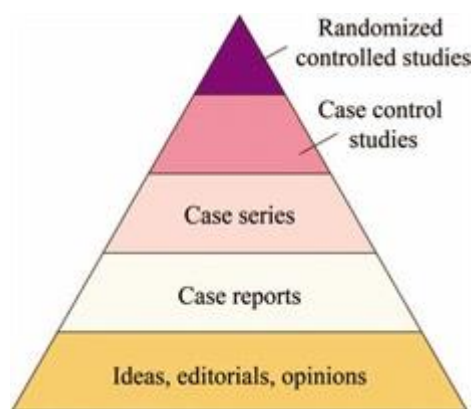 Randomized
controlled studies
Case control
studies
Case series
Case reports
Ideas, editorials, opinions